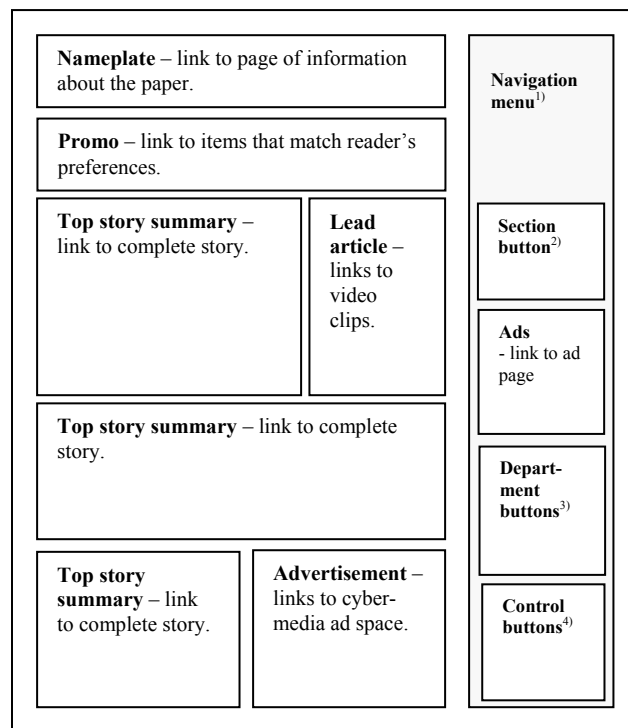 Nameplate – link to page of information
about the paper.
Promo – link to items that match reader's
preferences.
Top story summary –
link to complete story.
Lead
article –
links to
video
clips.
Top story summary – link to complete
story.
Top story
summary – link
to complete story.
Advertisement –
links to cyber-
media ad space.
Navigation
menu1)
Section
button2)
Ads
- link to ad
page
Depart-
ment
buttons3)
Control
buttons4)